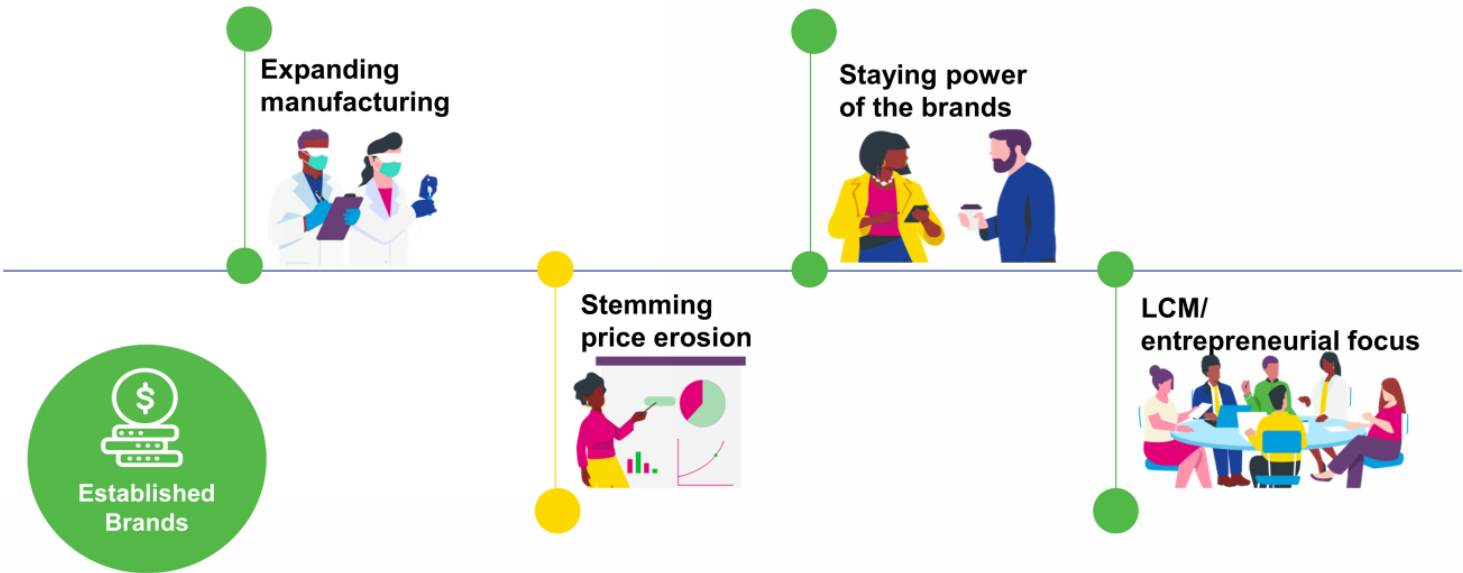 Expanding
manufacturing
Staying power
of the brands
Stemming
price erosion
LCM/
entrepreneurial focus
$
Established
Brands